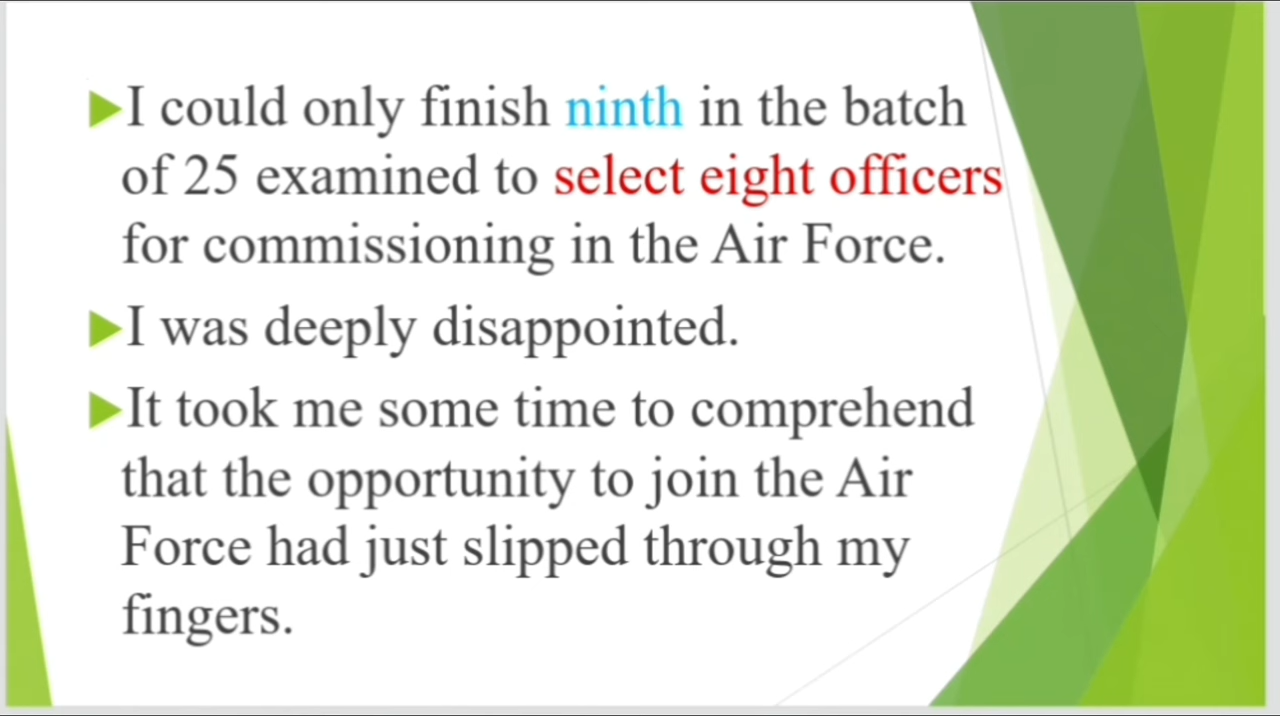 I could only finish ninth in the batch
of 25 examined to select eight officers
for commissioning in the Air Force.
I was deeply disappointed.
It took me some time to comprehend
that the opportunity to join the Air
Force had just slipped through my
fingers.